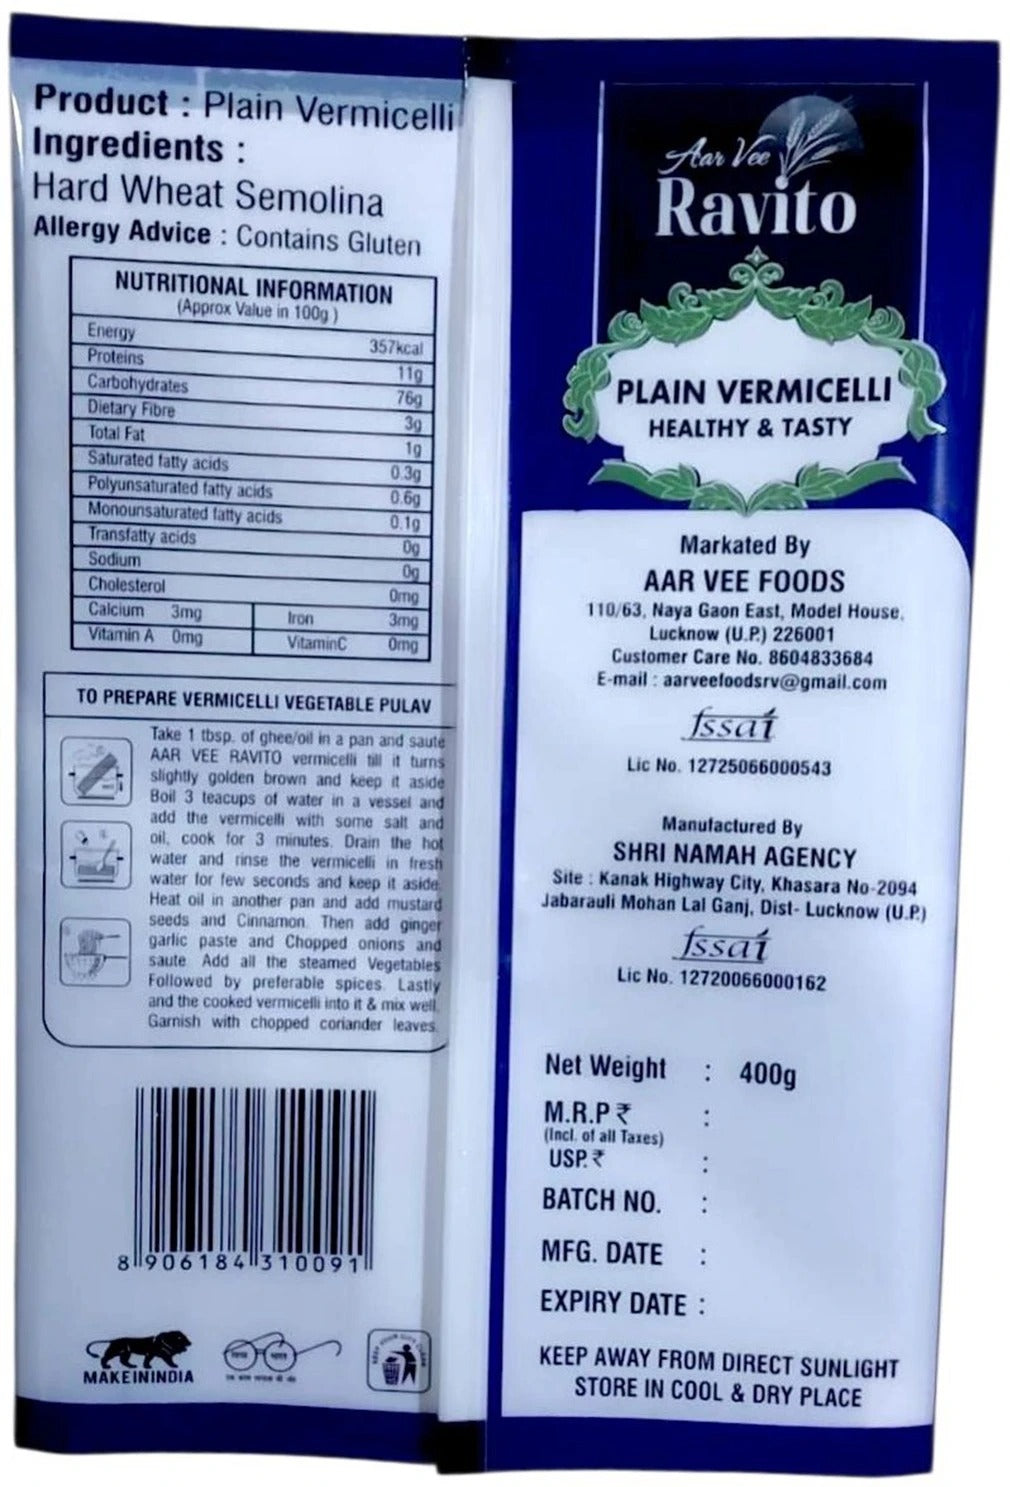 Product : Plain Vermicelli
Ingredients :
Hard Wheat Semolina
Allergy Advice : Contains Gluten
NUTRITIONAL INFORMATION
(Approx Value in 100g )
Energy 357kcal
Proteins 11g
Carbohydrates 76g
Dietary Fibre 3g
Total Fat 1g
Saturated fatty acids 0.3g
Polyunsaturated fatty acids 0.6g
Monounsaturated fatty acids 0.1g
Transfatty acids 0g
Sodium 0g
Cholesterol 0mg
Calcium 3mg Iron 3mg
Vitamin A 0mg VitaminC 0mg
TO PREPARE VERMICELLI VEGETABLE PULAV
Take 1 tbsp. of ghee/oil in a pan and saute
AAR VEE RAVITO vermicelli till it turns
slightly golden brown and keep it aside
Boil 3 teacups of water in a vessel and
add the vermicelli with some salt and
oil, cook for 3 minutes. Drain the hot
water and rinse the vermicelli in fresh
water for few seconds and keep it aside.
Heat oil in another pan and add mustard
seeds and Cinnamon. Then add ginger
garlic paste and Chopped onions and
saute Add all the steamed Vegetables
Followed by preferable spices. Lastly
and the cooked vermicelli into it & mix well.
Garnish with chopped coriander leaves.
8 906184 310091
MAKE IN INDIA
Aar Vee
Ravito
PLAIN VERMICELLI
HEALTHY & TASTY
Markated By
AAR VEE FOODS
110/63, Naya Gaon East, Model House,
Lucknow (U.P.) 226001
Customer Care No. 8604833684
E-mail : aarveefoodsrv@gmail.com
fssai
Lic No. 12725066000543
Manufactured By
SHRI NAMAH AGENCY
Site : Kanak Highway City, Khasara No-2094
Jabarauli Mohan Lal Ganj, Dist- Lucknow (U.P.)
fssai
Lic No. 12720066000162
Net Weight : 400g
M.R.P ₹ :
(Incl. of all Taxes)
USP. ₹ :
BATCH NO. :
MFG. DATE :
EXPIRY DATE :
KEEP AWAY FROM DIRECT SUNLIGHT
STORE IN COOL & DRY PLACE